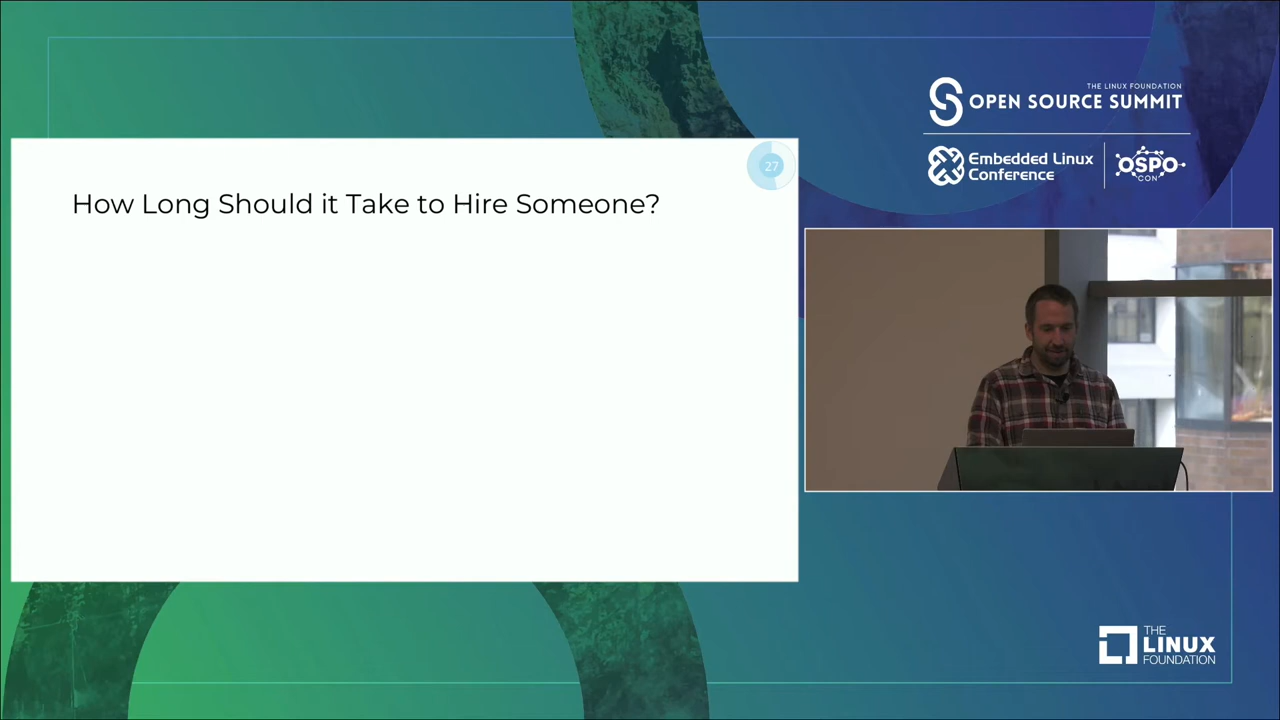 THE LINUX FOUNDATION
OPEN SOURCE SUMMIT
Embedded Linux
Conference
OSPO
CON
27
How Long Should it Take to Hire Someone?
THE
LINUX
FOUNDATION